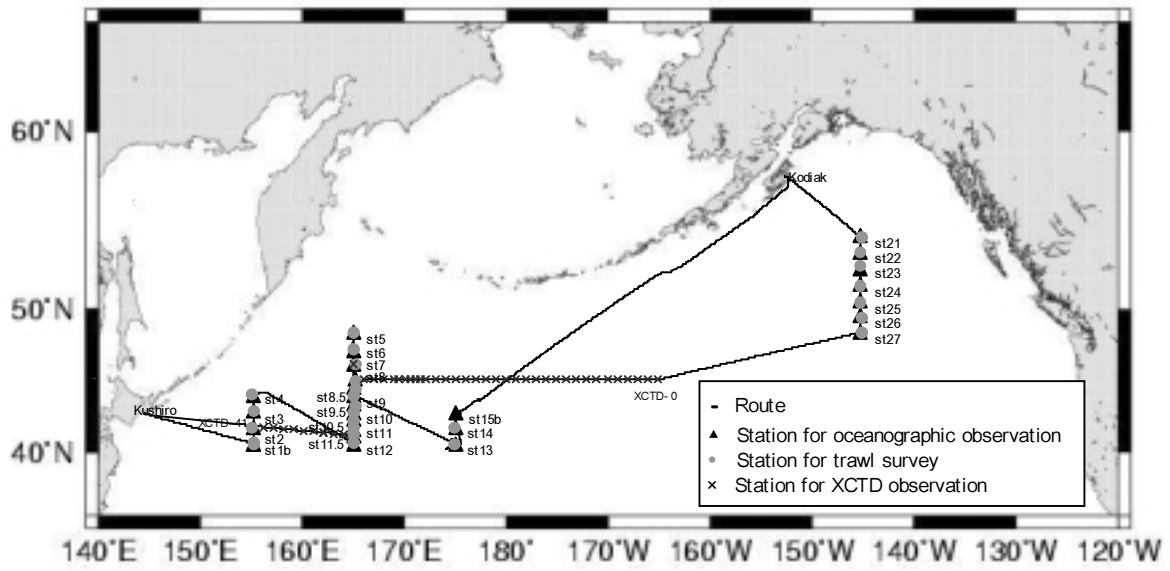 60°N
50°N
40°N
140°E
150°E
160°E
170°E
180°
170°W
160°W
150°W
140°W
130°W
120°W
Kodiak
Kushiro
st21
st22
st23
st24
st25
st26
st27
st5
st6
st7
st8
st8.5
st9
st9.5
st10
st10.5
st11
st11.5
st12
st4
st3
st2
st1b
st15b
st14
st13
XCTD-41
XCTD- 0
Route
Station for oceanographic observation
Station for trawl survey
Station for XCTD observation